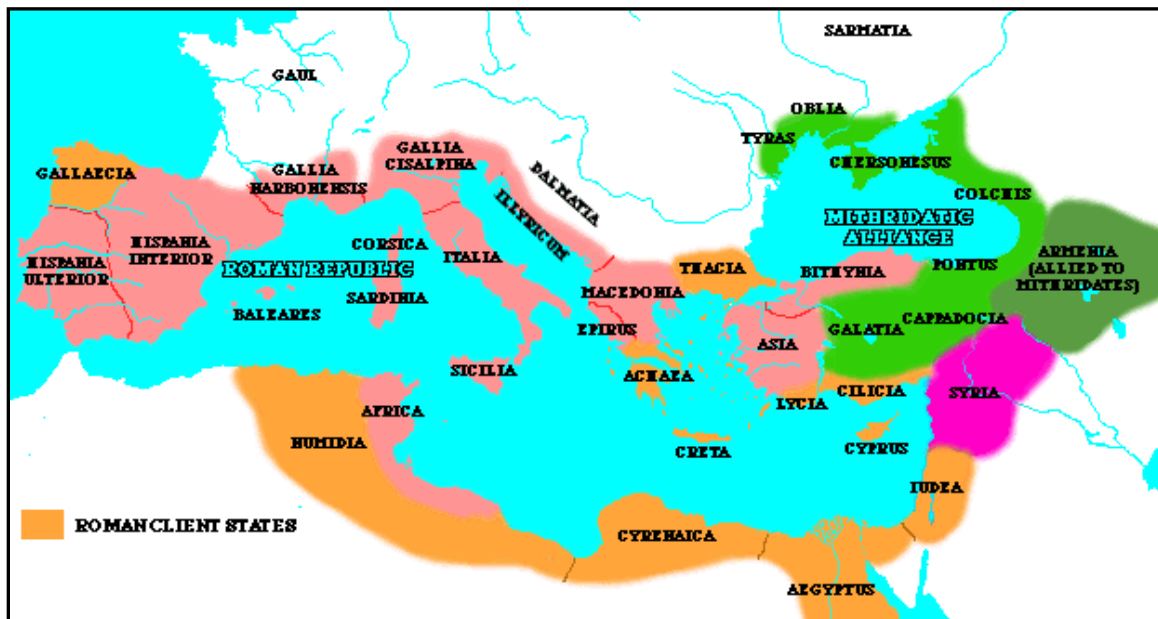 SARMATIA
GAUL
OBLIA
TYRAS
GALLIA
CISALPINA
CHERSONESUS
GALLAECIA
GALLIA
NARBONENSIS
DALMATIA
COLCHIS
ILLYRICUM
MITHRIDATIC
ALLIANCE
HISPANIA
INTERIOR
CORSICA
ITALIA
ARMENIA
(ALLIED TO
MITHRIDATES)
HISPANIA
ULTERIOR
ROMAN REPUBLIC
THACIA
BITHYNIA
PONTUS
SARDINIA
MACEDONIA
BALEARES
EPIRUS
GALATIA
CAPPADOCIA
ASIA
SICILIA
ACHAEA
LYCIA
CILICIA
SYRIA
AFRICA
NUMIDIA
CRETA
CYPRUS
IUDEA
ROMAN CLIENT STATES
CYRENAICA
AEGYPTUS